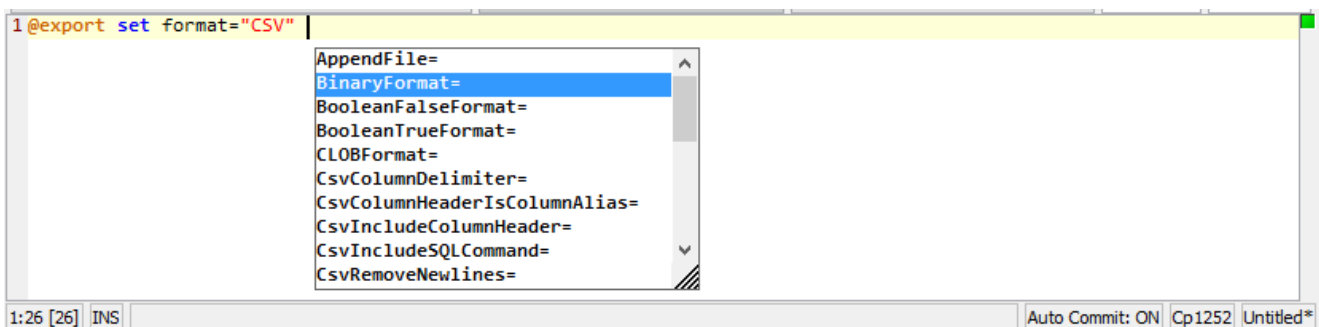 1 @export set format="CSV"
AppendFile=
BinaryFormat=
BooleanFalseFormat=
BooleanTrueFormat=
CLOBFormat=
CsvColumnDelimiter=
CsvColumnHeaderIsColumnAlias=
CsvIncludeColumnHeader=
CsvIncludeSQLCommand=
CsvRemoveNewlines=
1:26 [26] INS Auto Commit: ON Cp1252 Untitled*